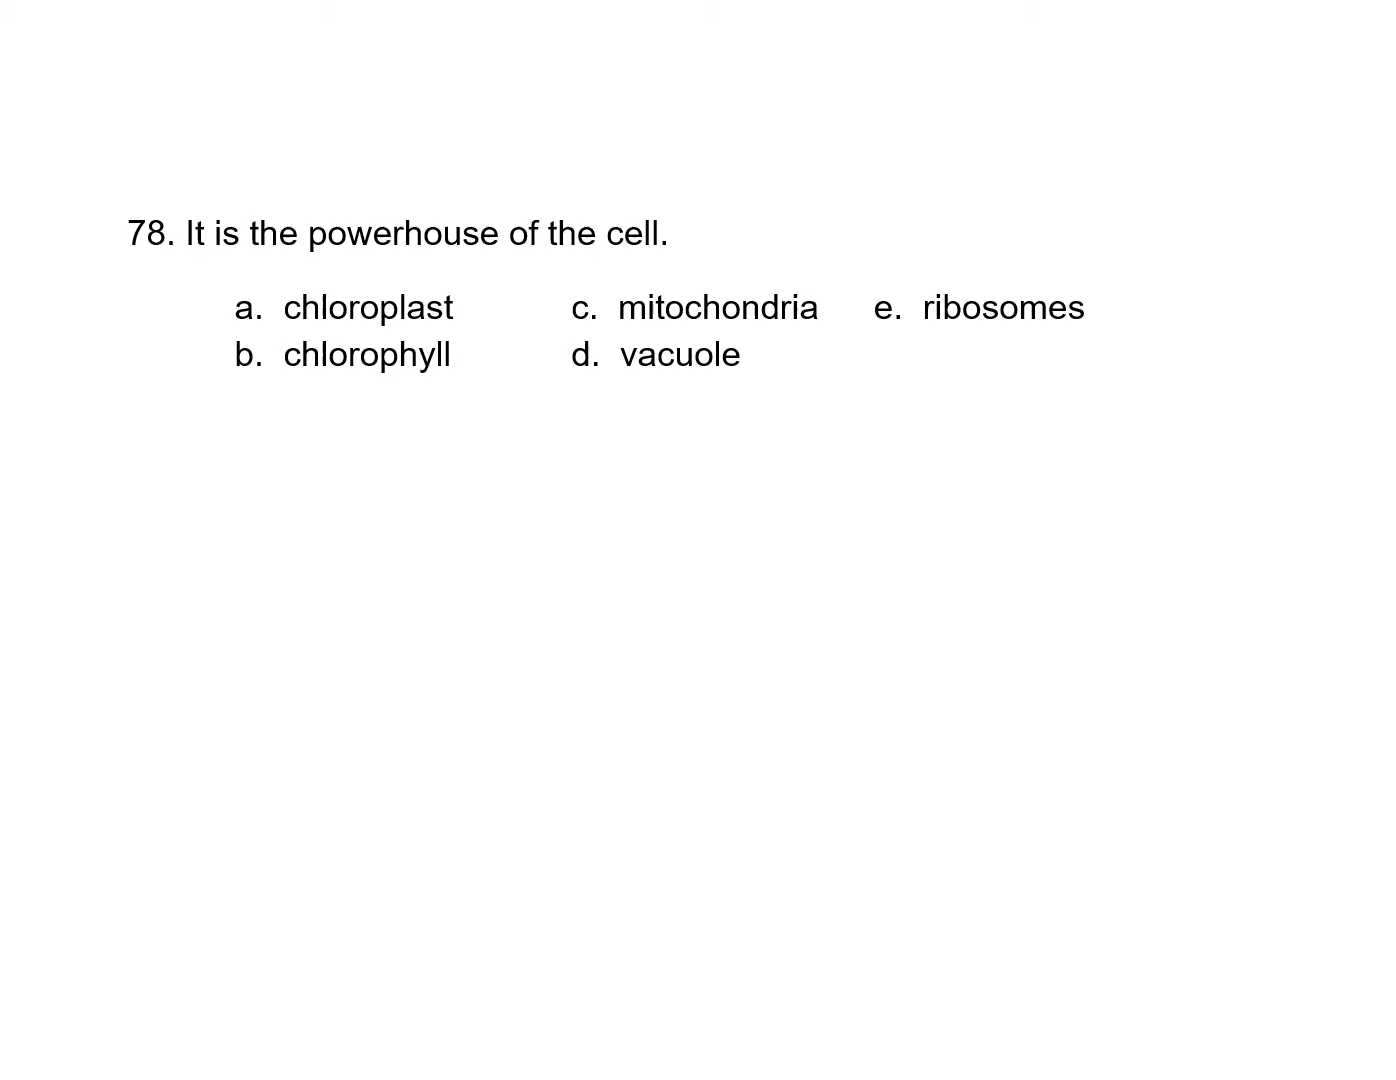 78. It is the powerhouse of the cell.
a. chloroplast c. mitochondria e. ribosomes
b. chlorophyll d. vacuole